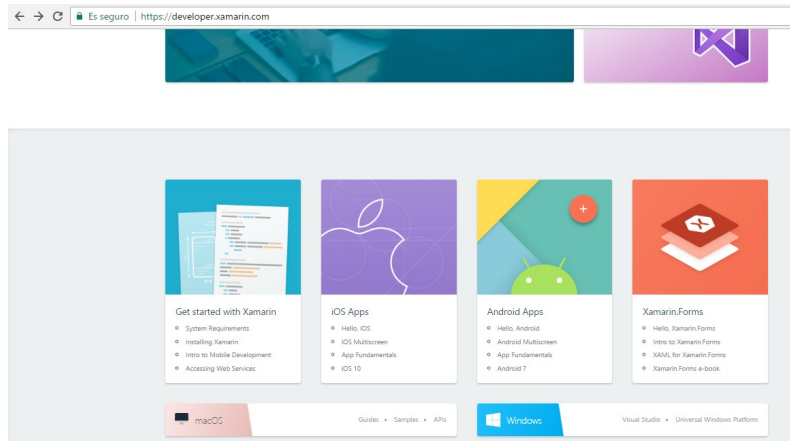 Es seguro | https://developer.xamarin.com
Get started with Xamarin
System Requirements
Installing Xamarin
Intro to Mobile Development
Accessing Web Services
iOS Apps
Hello, iOS
iOS Multiscreen
App Fundamentals
iOS 10
Android Apps
Hello, Android
Android Multiscreen
App Fundamentals
Android 7
Xamarin.Forms
Hello, Xamarin.Forms
Intro to Xamarin.Forms
XAML for Xamarin.Forms
Xamarin.Forms e-book
macOS
Guides • Samples • APIs
Windows
Visual Studio • Universal Windows Platform